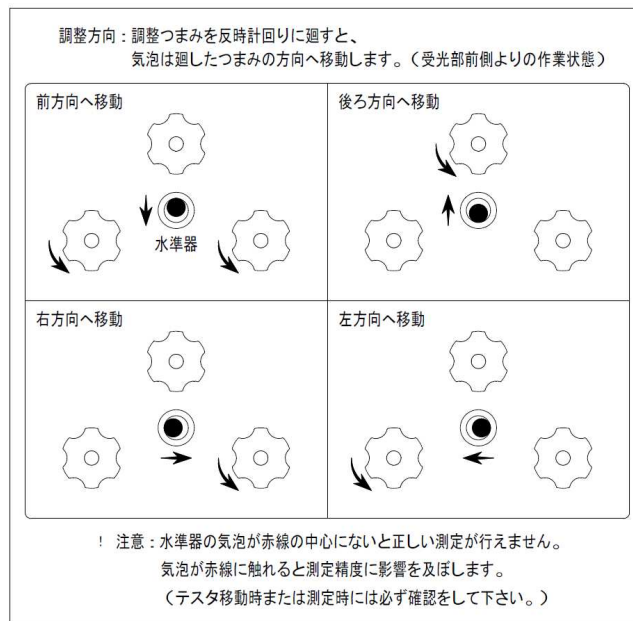 調整方向：調整つまみを反時計回りに廻すと、
気泡は廻したつまみの方向へ移動します。（受光部前側よりの作業状態）
前方向へ移動
後ろ方向へ移動
水準器
右方向へ移動
左方向へ移動
！ 注意：水準器の気泡が赤線の中心にないと正しい測定が行えません。
気泡が赤線に触れると測定精度に影響を及ぼします。
（テスタ移動時または測定時には必ず確認をして下さい。）